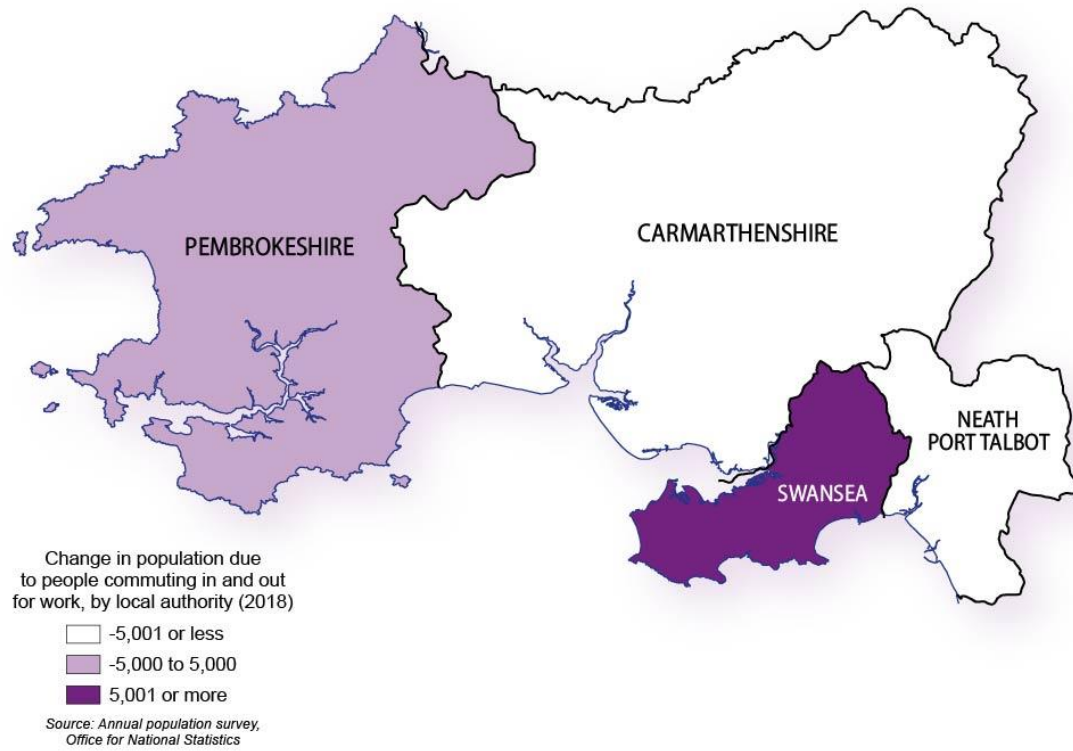 PEMBROKESHIRE
CARMARTHENSHIRE
NEATH
PORT TALBOT
SWANSEA
Change in population due
to people commuting in and out
for work, by local authority (2018)
-5,001 or less
-5,000 to 5,000
5,001 or more
Source: Annual population survey,
Office for National Statistics